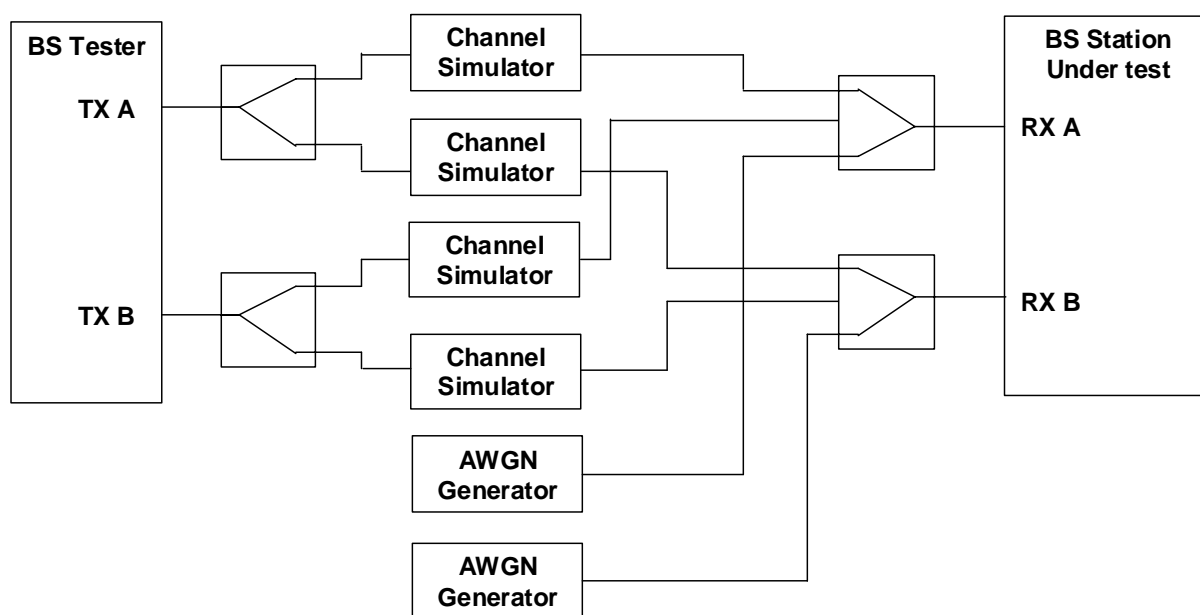 BS Tester
TX A
TX B
Channel
Simulator
Channel
Simulator
Channel
Simulator
Channel
Simulator
AWGN
Generator
AWGN
Generator
BS Station
Under test
RX A
RX B